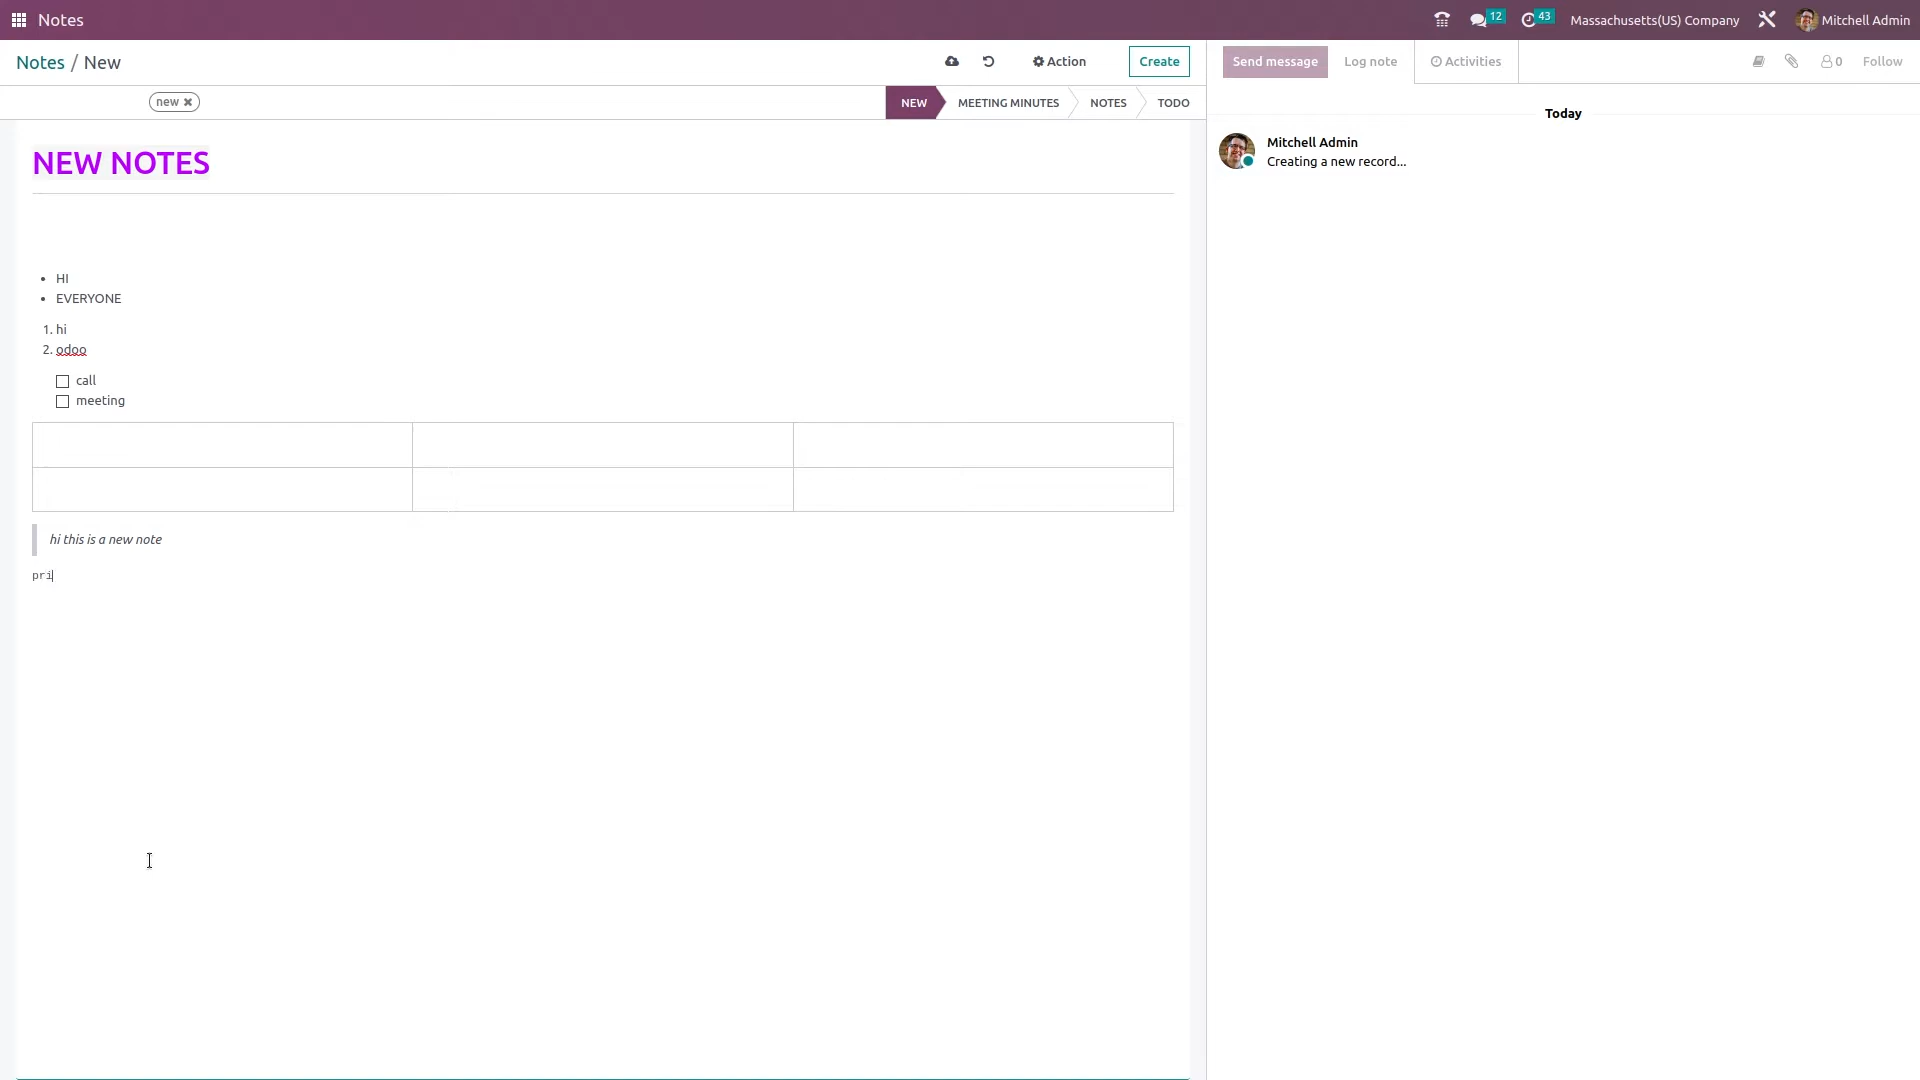 Notes
12
43
Massachusetts(US) Company
Mitchell Admin
Notes / New
Action
Create
Send message
Log note
Activities
0
Follow
new
NEW
MEETING MINUTES
NOTES
TODO
Today
Mitchell Admin
Creating a new record...
NEW NOTES
• HI
• EVERYONE
1. hi
2. odoo
call
meeting
hi this is a new note
pri